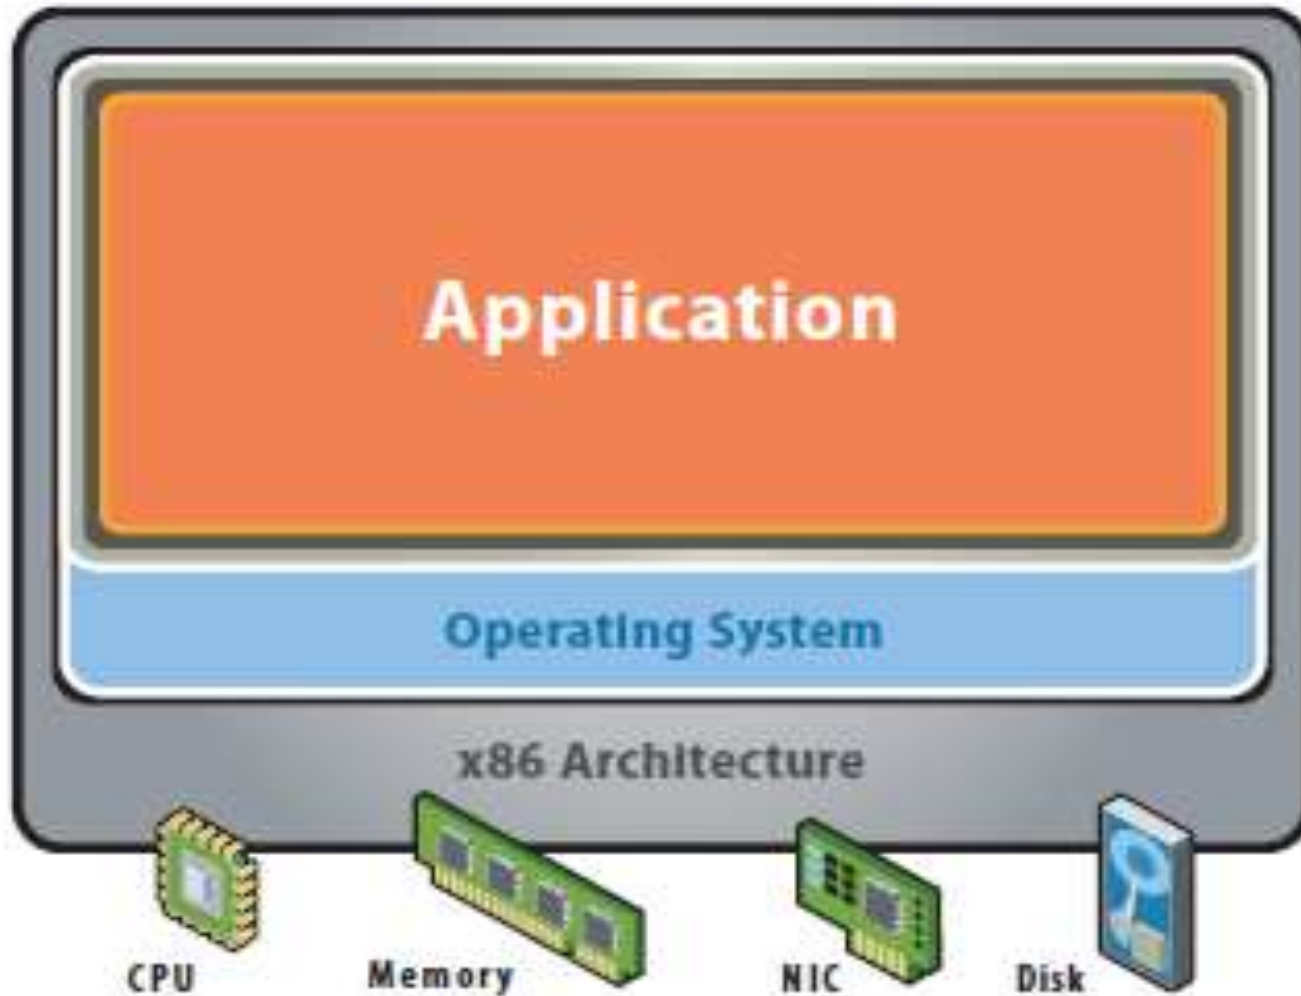 Application
Operating System
x86 Architecture
CPU
Memory
NIC
Disk